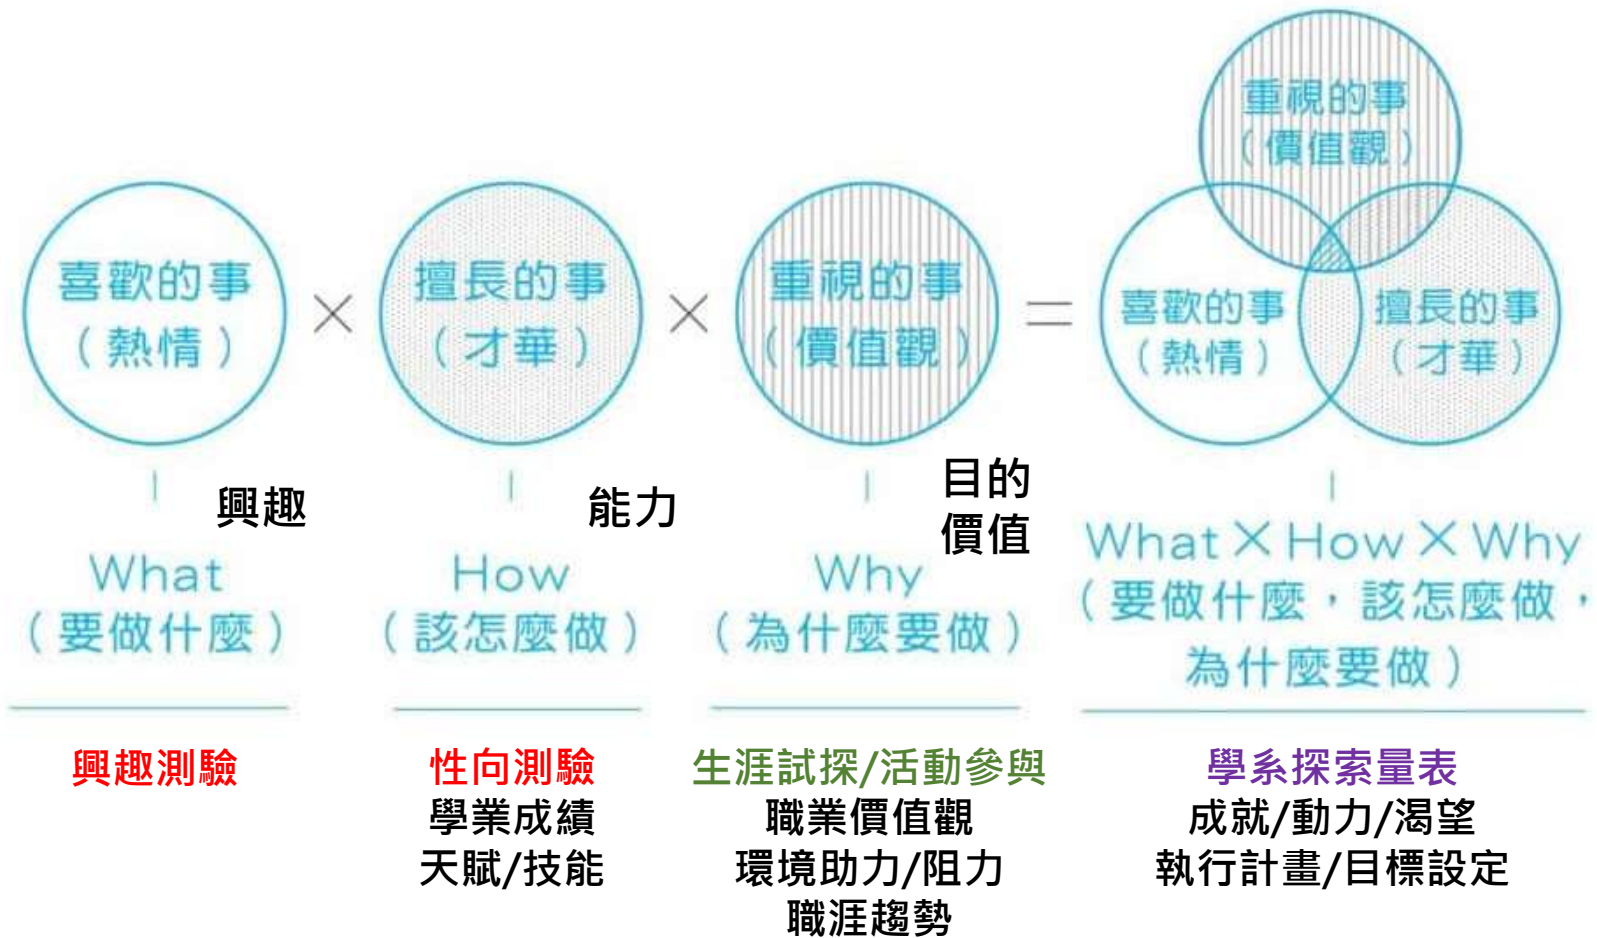 喜歡的事
（熱情）
×
擅長的事
（才華）
×
重視的事
（價值觀）
=
重視的事
（價值觀）
喜歡的事
（熱情）
擅長的事
（才華）
興趣
What
（要做什麼）
能力
How
（該怎麼做）
目的
價值
Why
（為什麼要做）
What×How×Why
（要做什麼，該怎麼做，
為什麼要做）
興趣測驗
性向測驗
學業成績
天賦/技能
生涯試探/活動參與
職業價值觀
環境助力/阻力
職涯趨勢
學系探索量表
成就/動力/渴望
執行計畫/目標設定